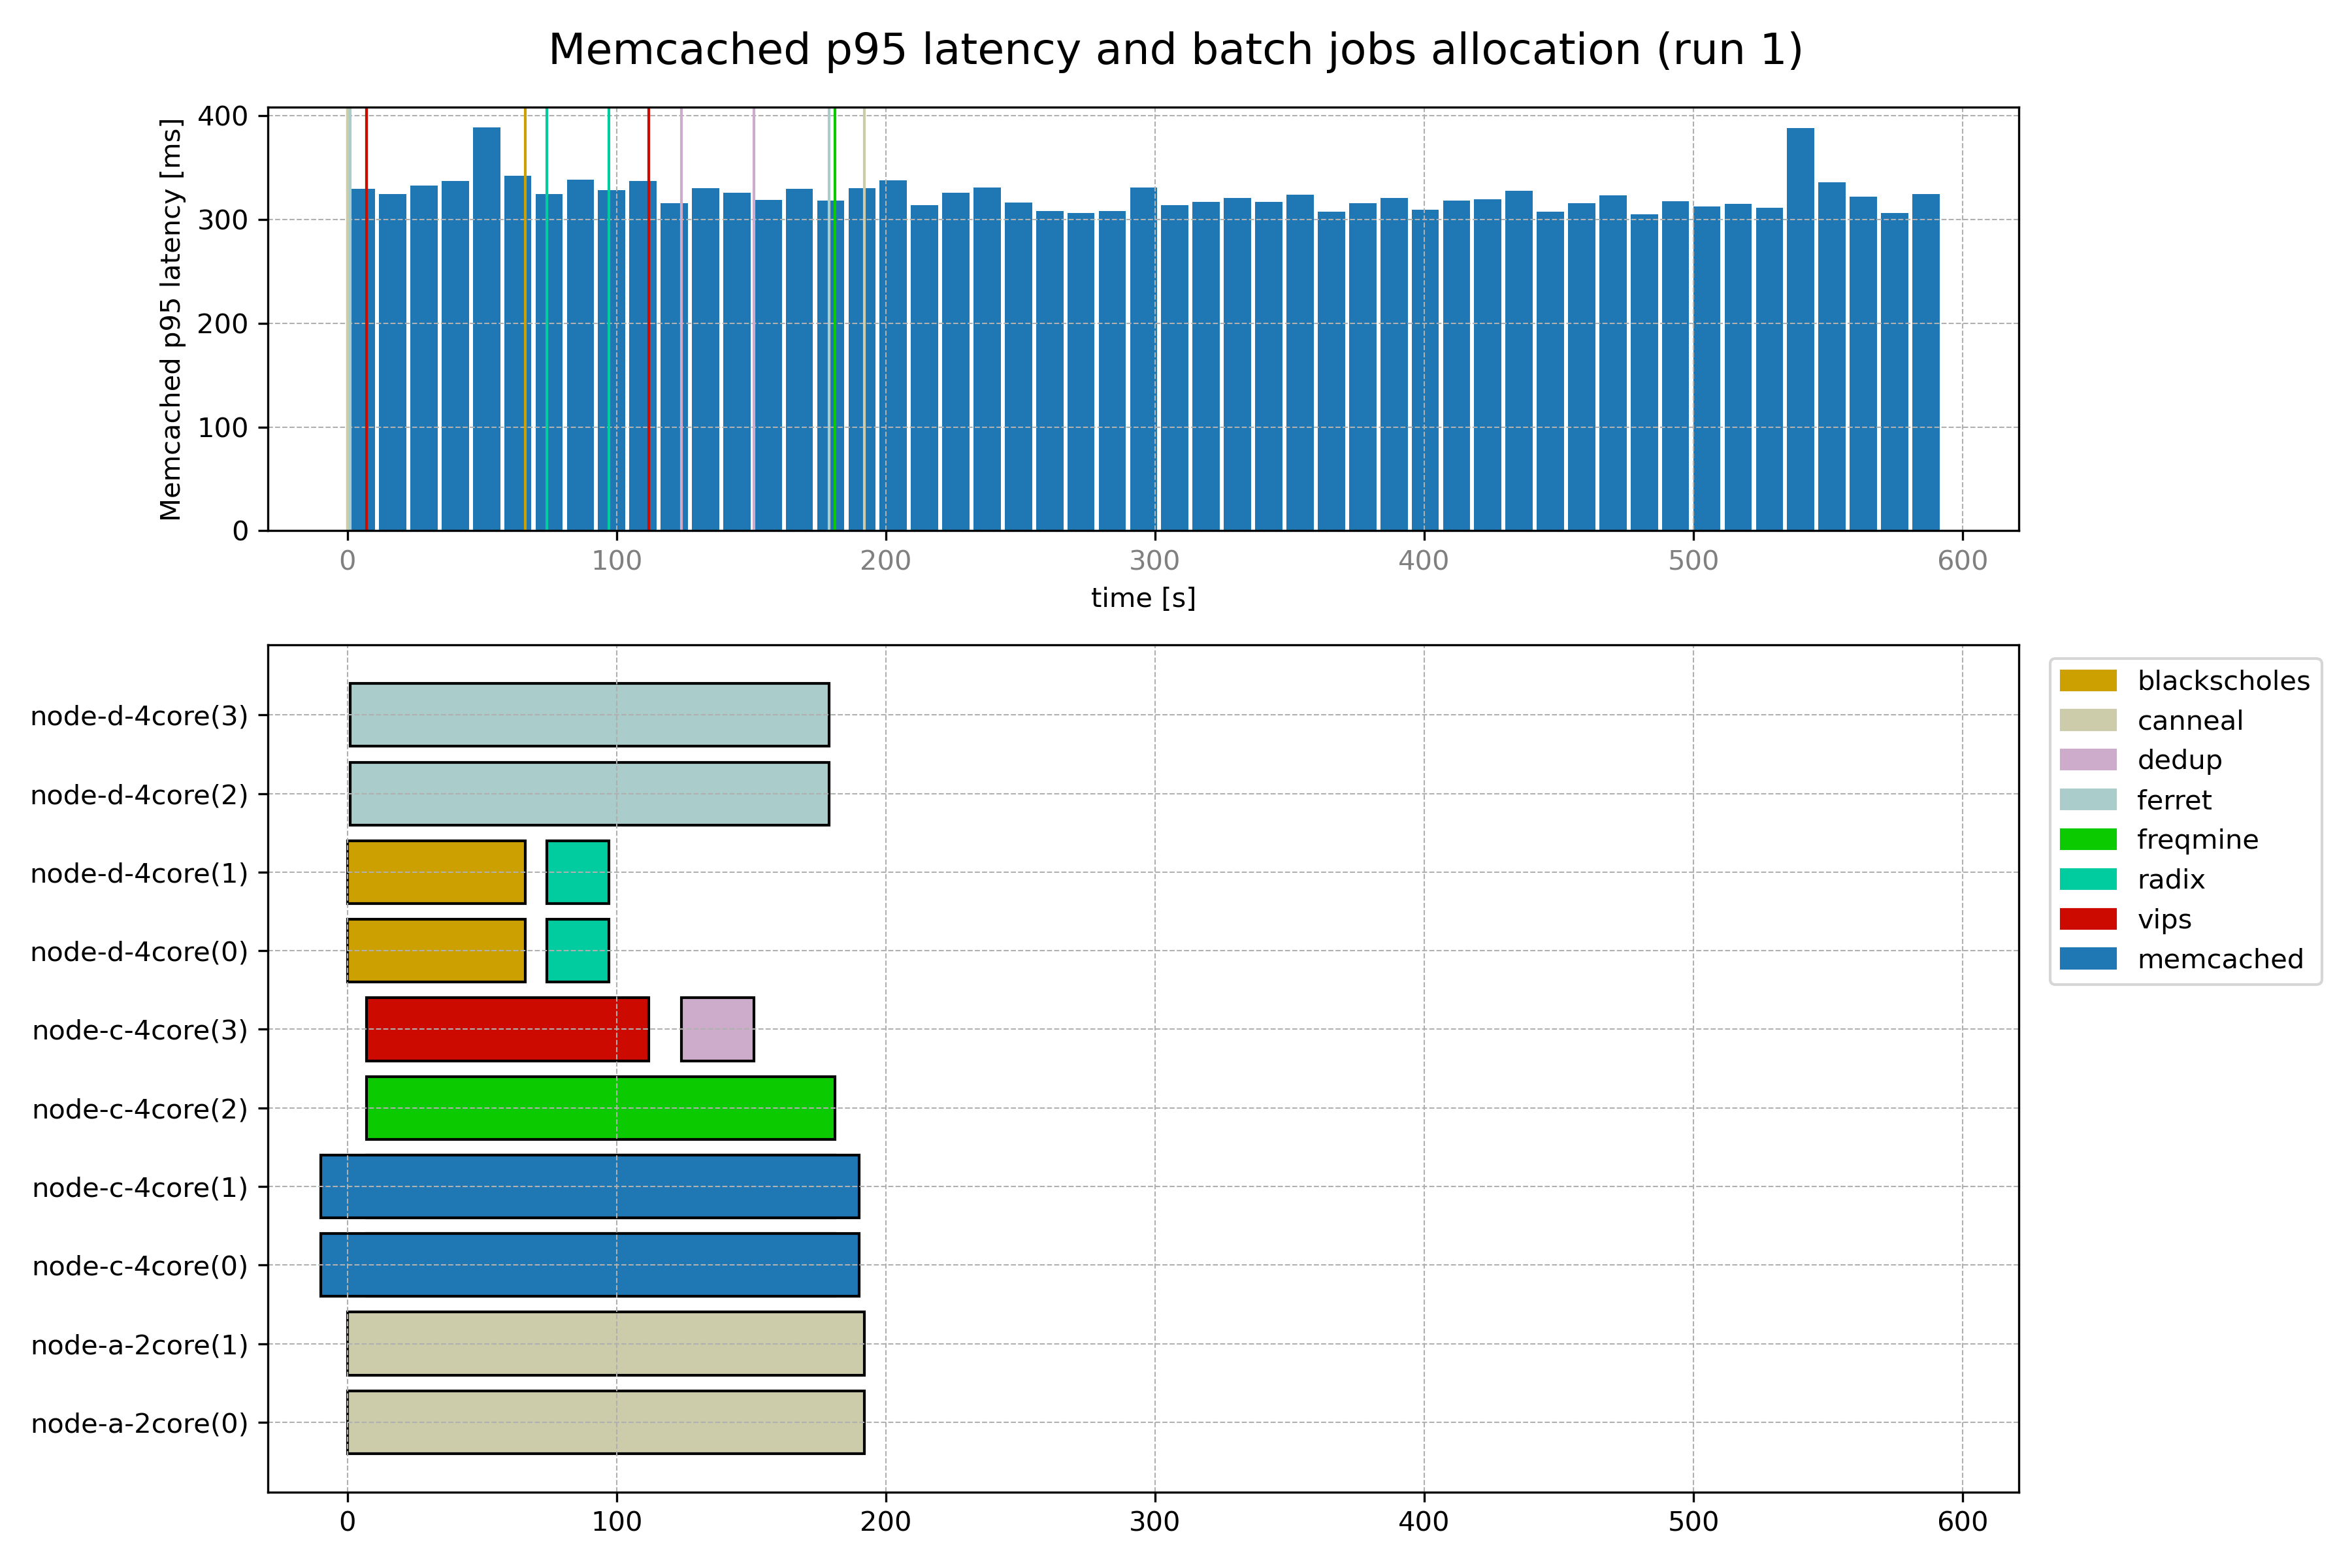 Memcached p95 latency and batch jobs allocation (run 1)
Memcached p95 latency [ms]
400
300
200
100
0
0 100 200 300 400 500 600
time [s]
node-d-4core(3)
node-d-4core(2)
node-d-4core(1)
node-d-4core(0)
node-c-4core(3)
node-c-4core(2)
node-c-4core(1)
node-c-4core(0)
node-a-2core(1)
node-a-2core(0)
0 100 200 300 400 500 600
blackscholes
canneal
dedup
ferret
freqmine
radix
vips
memcached